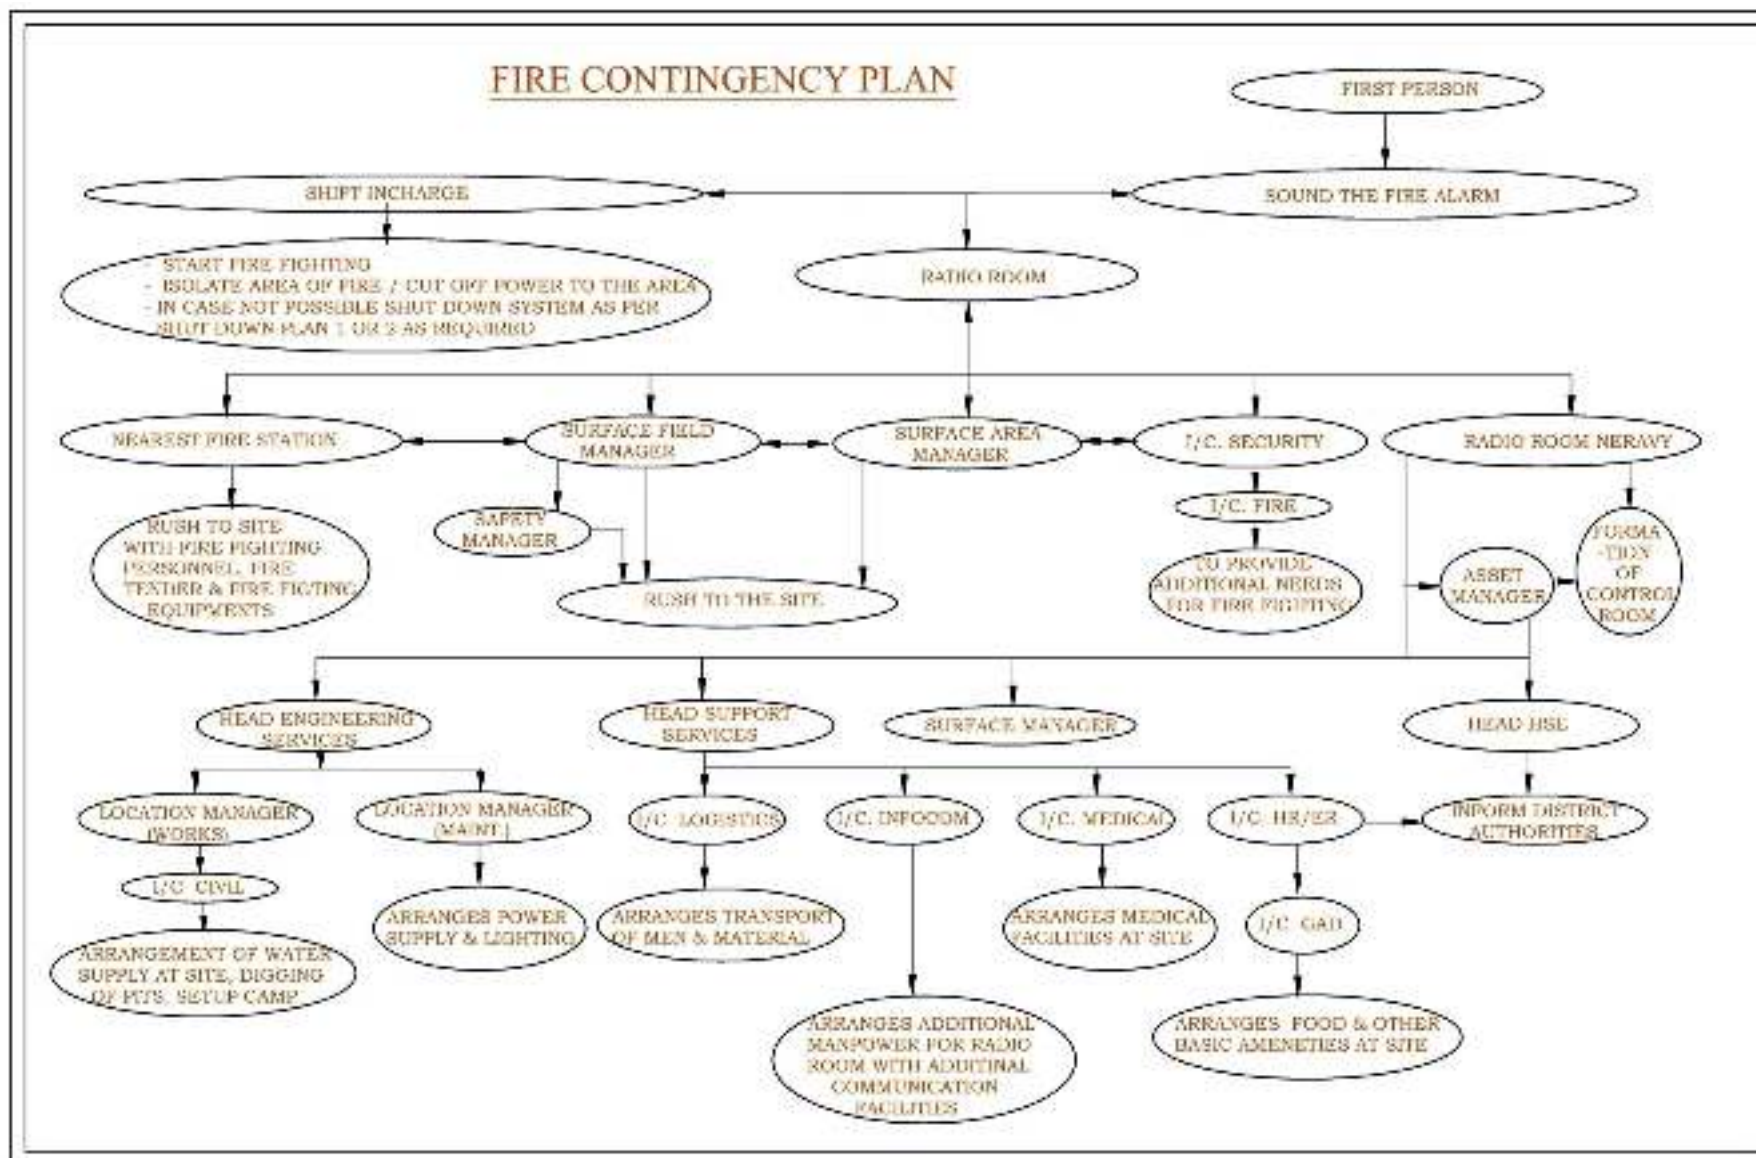 FIRE CONTINGENCY PLAN
FIRST PERSON
SHIFT INCHARGE
SOUND THE FIRE ALARM
- START FIRE FIGHTING
- ISOLATE AREA OF FIRE / CUT OFF POWER TO THE AREA
- IN CASE NOT POSSIBLE SHUT DOWN SYSTEM AS PER
SHUT DOWN PLAN 1 OR 2 AS REQUIRED
RADIO ROOM
NEAREST FIRE STATION
SURFACE FIELD
MANAGER
SURFACE AREA
MANAGER
I/C. SECURITY
RADIO ROOM NERAVY
RUSH TO SITE
WITH FIRE FIGHTING
PERSONNEL, FIRE
TENDER & FIRE FIGTING
EQUIPMENTS
SAFETY
MANAGER
RUSH TO THE SITE
I/C. FIRE
TO PROVIDE
ADDITIONAL NEEDS
FOR FIRE FIGHTING
ASSET
MANAGER
FORMA
-TION
OF
CONTROL
ROOM
HEAD ENGINEERING
SERVICES
HEAD SUPPORT
SERVICES
SURFACE MANAGER
HEAD HSE
LOCATION MANAGER
(WORKS)
LOCATION MANAGER
(MAINT.)
I/C. LOGISTICS
I/C. INFOCOM
I/C. MEDICAL
I/C. HR/ER
INFORM DISTRICT
AUTHORITIES
I/C. CIVIL
ARRANGES POWER
SUPPLY & LIGHTING
ARRANGES TRANSPORT
OF MEN & MATERIAL
ARRANGES MEDICAL
FACILITIES AT SITE
I/C. GAD
ARRANGEMENT OF WATER
SUPPLY AT SITE, DIGGING
OF PITS, SETUP CAMP
ARRANGES ADDITIONAL
MANPOWER FOR RADIO
ROOM WITH ADDITINAL
COMMUNICATION
FACILITIES
ARRANGES FOOD & OTHER
BASIC AMENETIES AT SITE